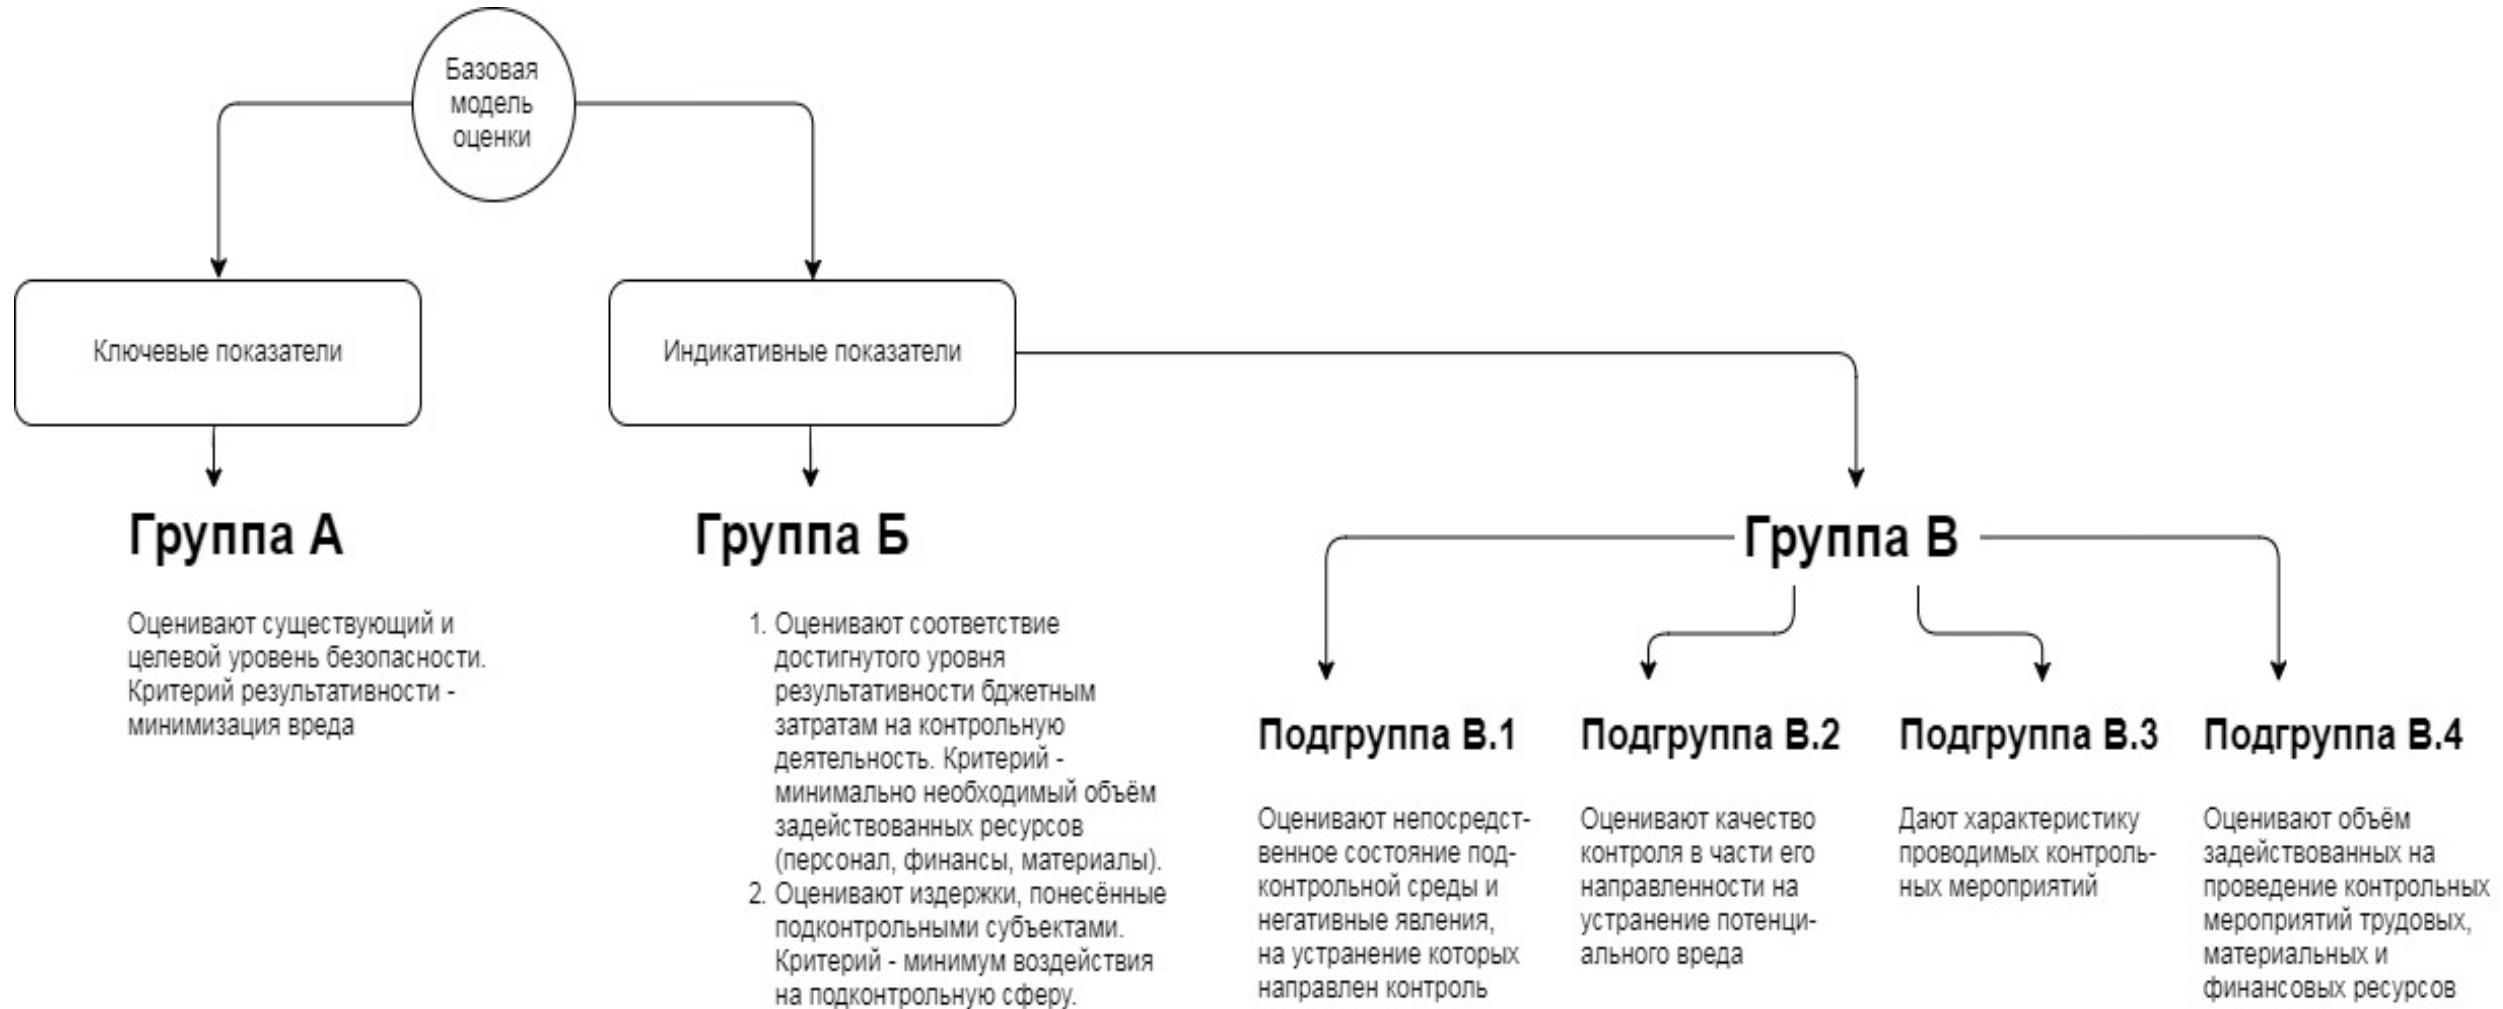 Базовая
модель
оценки
Ключевые показатели
Индикативные показатели
Группа А
Оценивают существующий и
целевой уровень безопасности.
Критерий результативности -
минимизация вреда
Группа Б
1. Оценивают соответствие
достигнутого уровня
результативности бджетным
затратам на контрольную
деятельность. Критерий -
минимально необходимый объём
задействованных ресурсов
(персонал, финансы, материалы).
2. Оценивают издержки, понесённые
подконтрольными субъектами.
Критерий - минимум воздействия
на подконтрольную сферу.
Группа В
Подгруппа В.1
Оценивают непосредст-
венное состояние под-
контрольной среды и
негативные явления,
на устранение которых
направлен контроль
Подгруппа В.2
Оценивают качество
контроля в части его
направленности на
устранение потенци-
ального вреда
Подгруппа В.3
Дают характеристику
проводимых контроль-
ных мероприятий
Подгруппа В.4
Оценивают объём
задействованных на
проведение контрольных
мероприятий трудовых,
материальных и
финансовых ресурсов